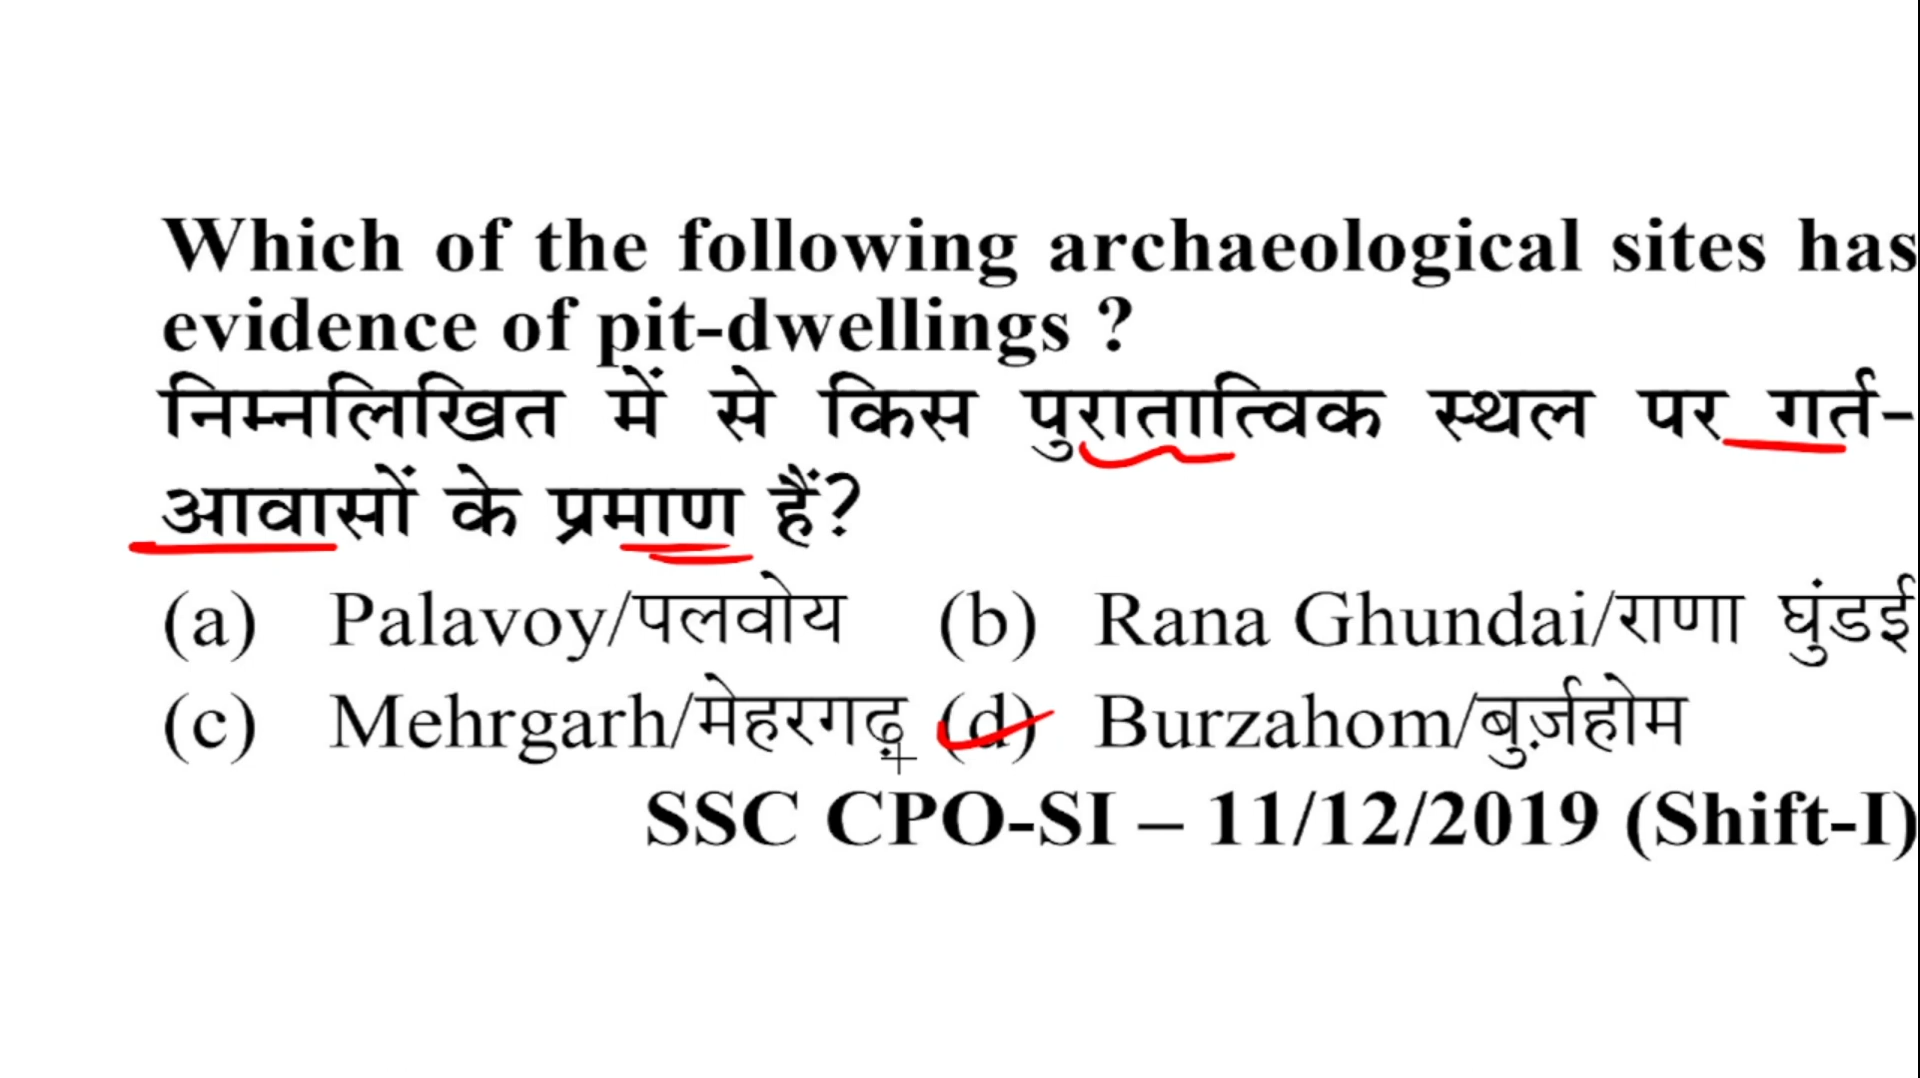 Which of the following archaeological sites has
evidence of pit-dwellings ?
निम्नलिखित में से किस पुरातात्विक स्थल पर गर्त-
आवासों के प्रमाण हैं?
(a) Palavoy/पलवोय (b) Rana Ghundai/राणा घुंडई
(c) Mehrgarh/मेहरगढ़ (d) Burzahom/बुर्ज़होम
SSC CPO-SI – 11/12/2019 (Shift-I)